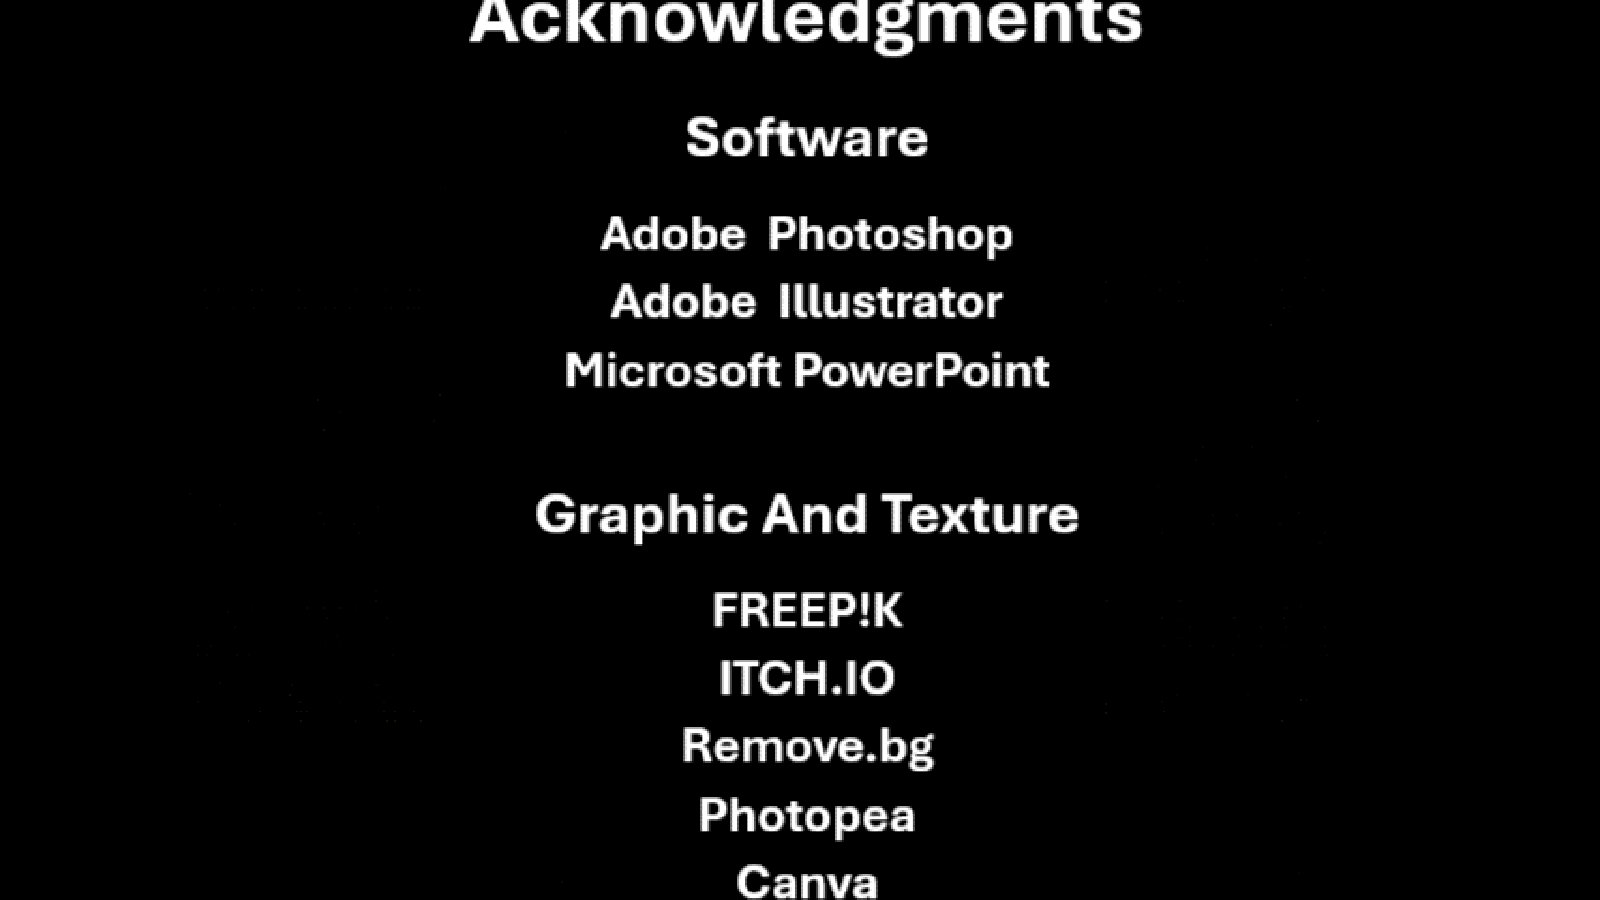 Acknowledgments
Software
Adobe Photoshop
Adobe Illustrator
Microsoft PowerPoint
Graphic And Texture
FREEP!K
ITCH.IO
Remove.bg
Photopea
Canva